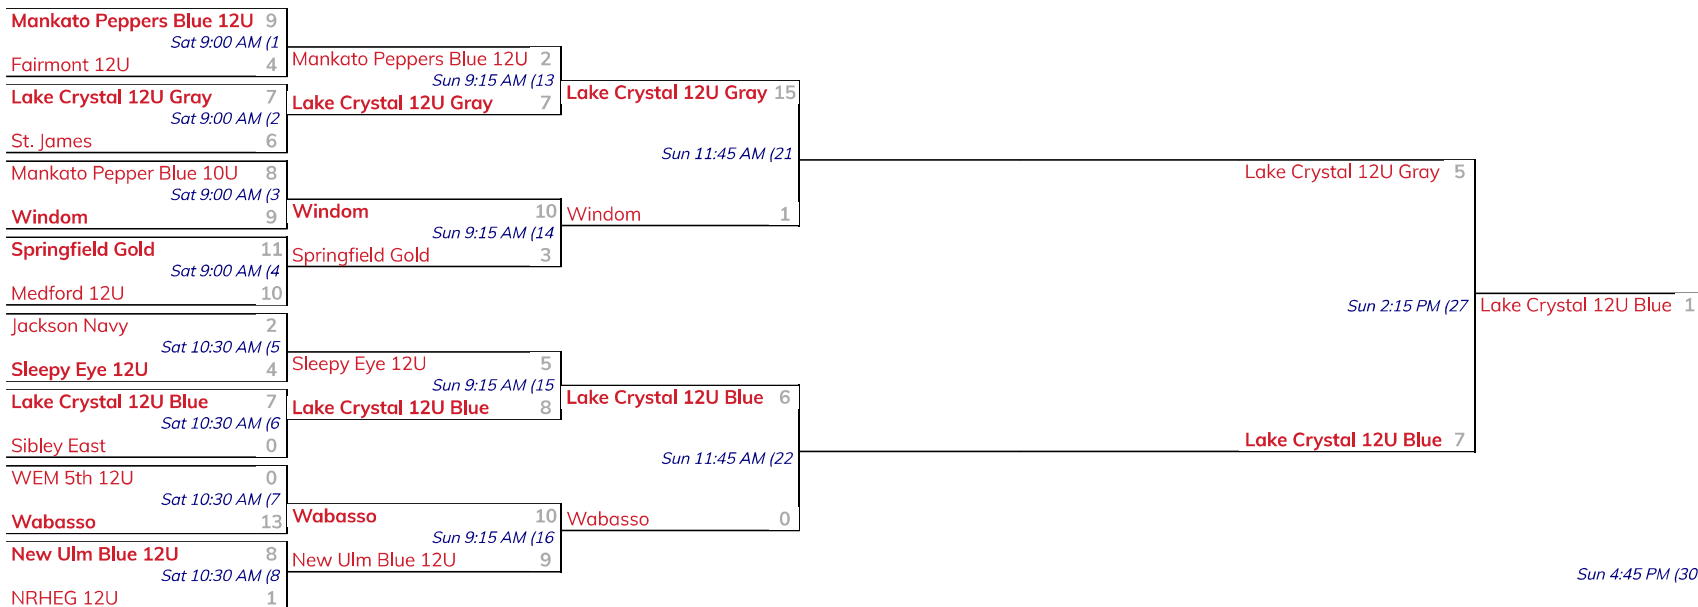 Mankato Peppers Blue 12U 9
Sat 9:00 AM (1
Fairmont 12U 4
Lake Crystal 12U Gray 7
Sat 9:00 AM (2
St. James 6
Mankato Pepper Blue 10U 8
Sat 9:00 AM (3
Windom 9
Springfield Gold 11
Sat 9:00 AM (4
Medford 12U 10
Jackson Navy 2
Sat 10:30 AM (5
Sleepy Eye 12U 4
Lake Crystal 12U Blue 7
Sat 10:30 AM (6
Sibley East 0
WEM 5th 12U 0
Sat 10:30 AM (7
Wabasso 13
New Ulm Blue 12U 8
Sat 10:30 AM (8
NRHEG 12U 1
Mankato Peppers Blue 12U 2
Sun 9:15 AM (13
Lake Crystal 12U Gray 7
Windom 10
Sun 9:15 AM (14
Springfield Gold 3
Sleepy Eye 12U 5
Sun 9:15 AM (15
Lake Crystal 12U Blue 8
Wabasso 10
Sun 9:15 AM (16
New Ulm Blue 12U 9
Lake Crystal 12U Gray 15
Sun 11:45 AM (21
Windom 1
Lake Crystal 12U Blue 6
Sun 11:45 AM (22
Wabasso 0
Lake Crystal 12U Gray 5
Sun 2:15 PM (27
Lake Crystal 12U Blue 7
Lake Crystal 12U Blue 1
Sun 4:45 PM (30